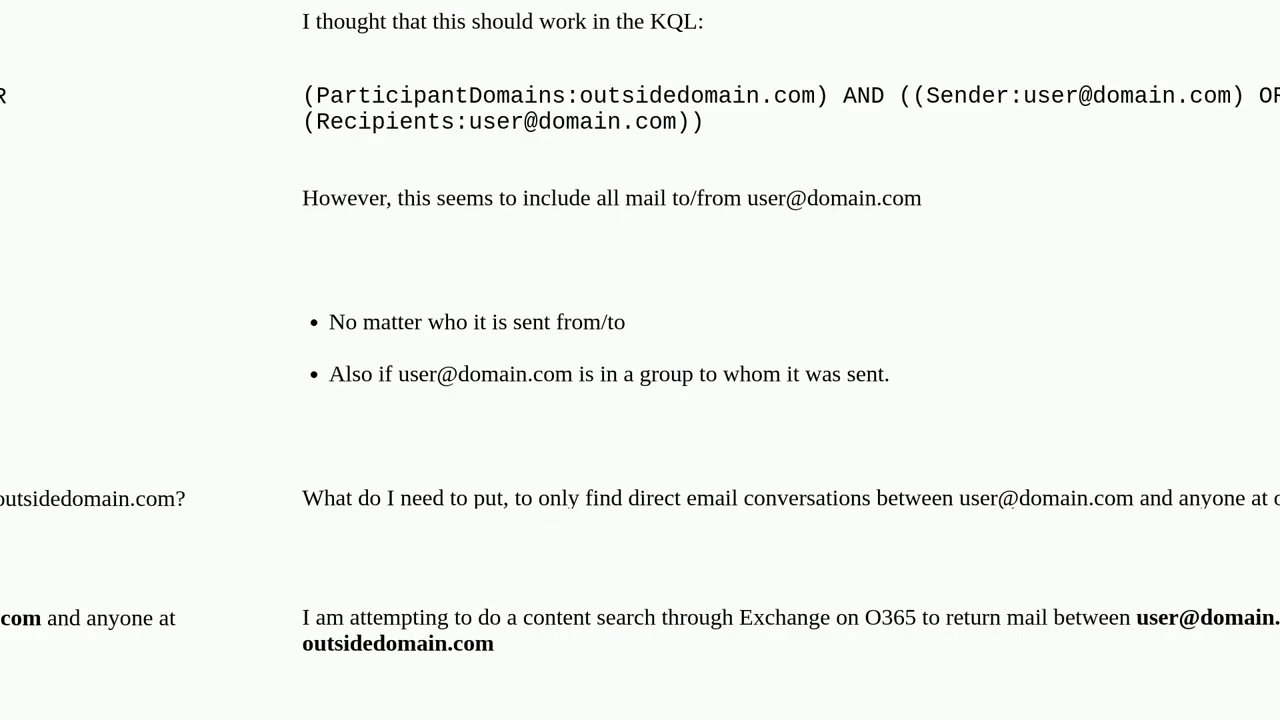 I thought that this should work in the KQL:
R
(ParticipantDomains:outsidedomain.com) AND ((Sender:user@domain.com) OR
(Recipients:user@domain.com))
However, this seems to include all mail to/from user@domain.com
• No matter who it is sent from/to
• Also if user@domain.com is in a group to whom it was sent.
outsidedomain.com?
What do I need to put, to only find direct email conversations between user@domain.com and anyone at
com and anyone at
I am attempting to do a content search through Exchange on O365 to return mail between user@domain.
outsidedomain.com